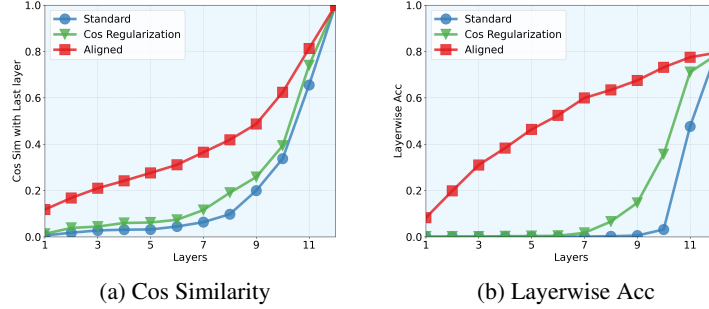 1.0
0.8
0.6
0.4
0.2
0.0
Cos Sim with Last layer
Standard
Cos Regularization
Aligned
1 3 5 7 9 11
Layers
(a) Cos Similarity
1.0
0.8
0.6
0.4
0.2
0.0
Layerwise Acc
Standard
Cos Regularization
Aligned
1 3 5 7 9 11
Layers
(b) Layerwise Acc